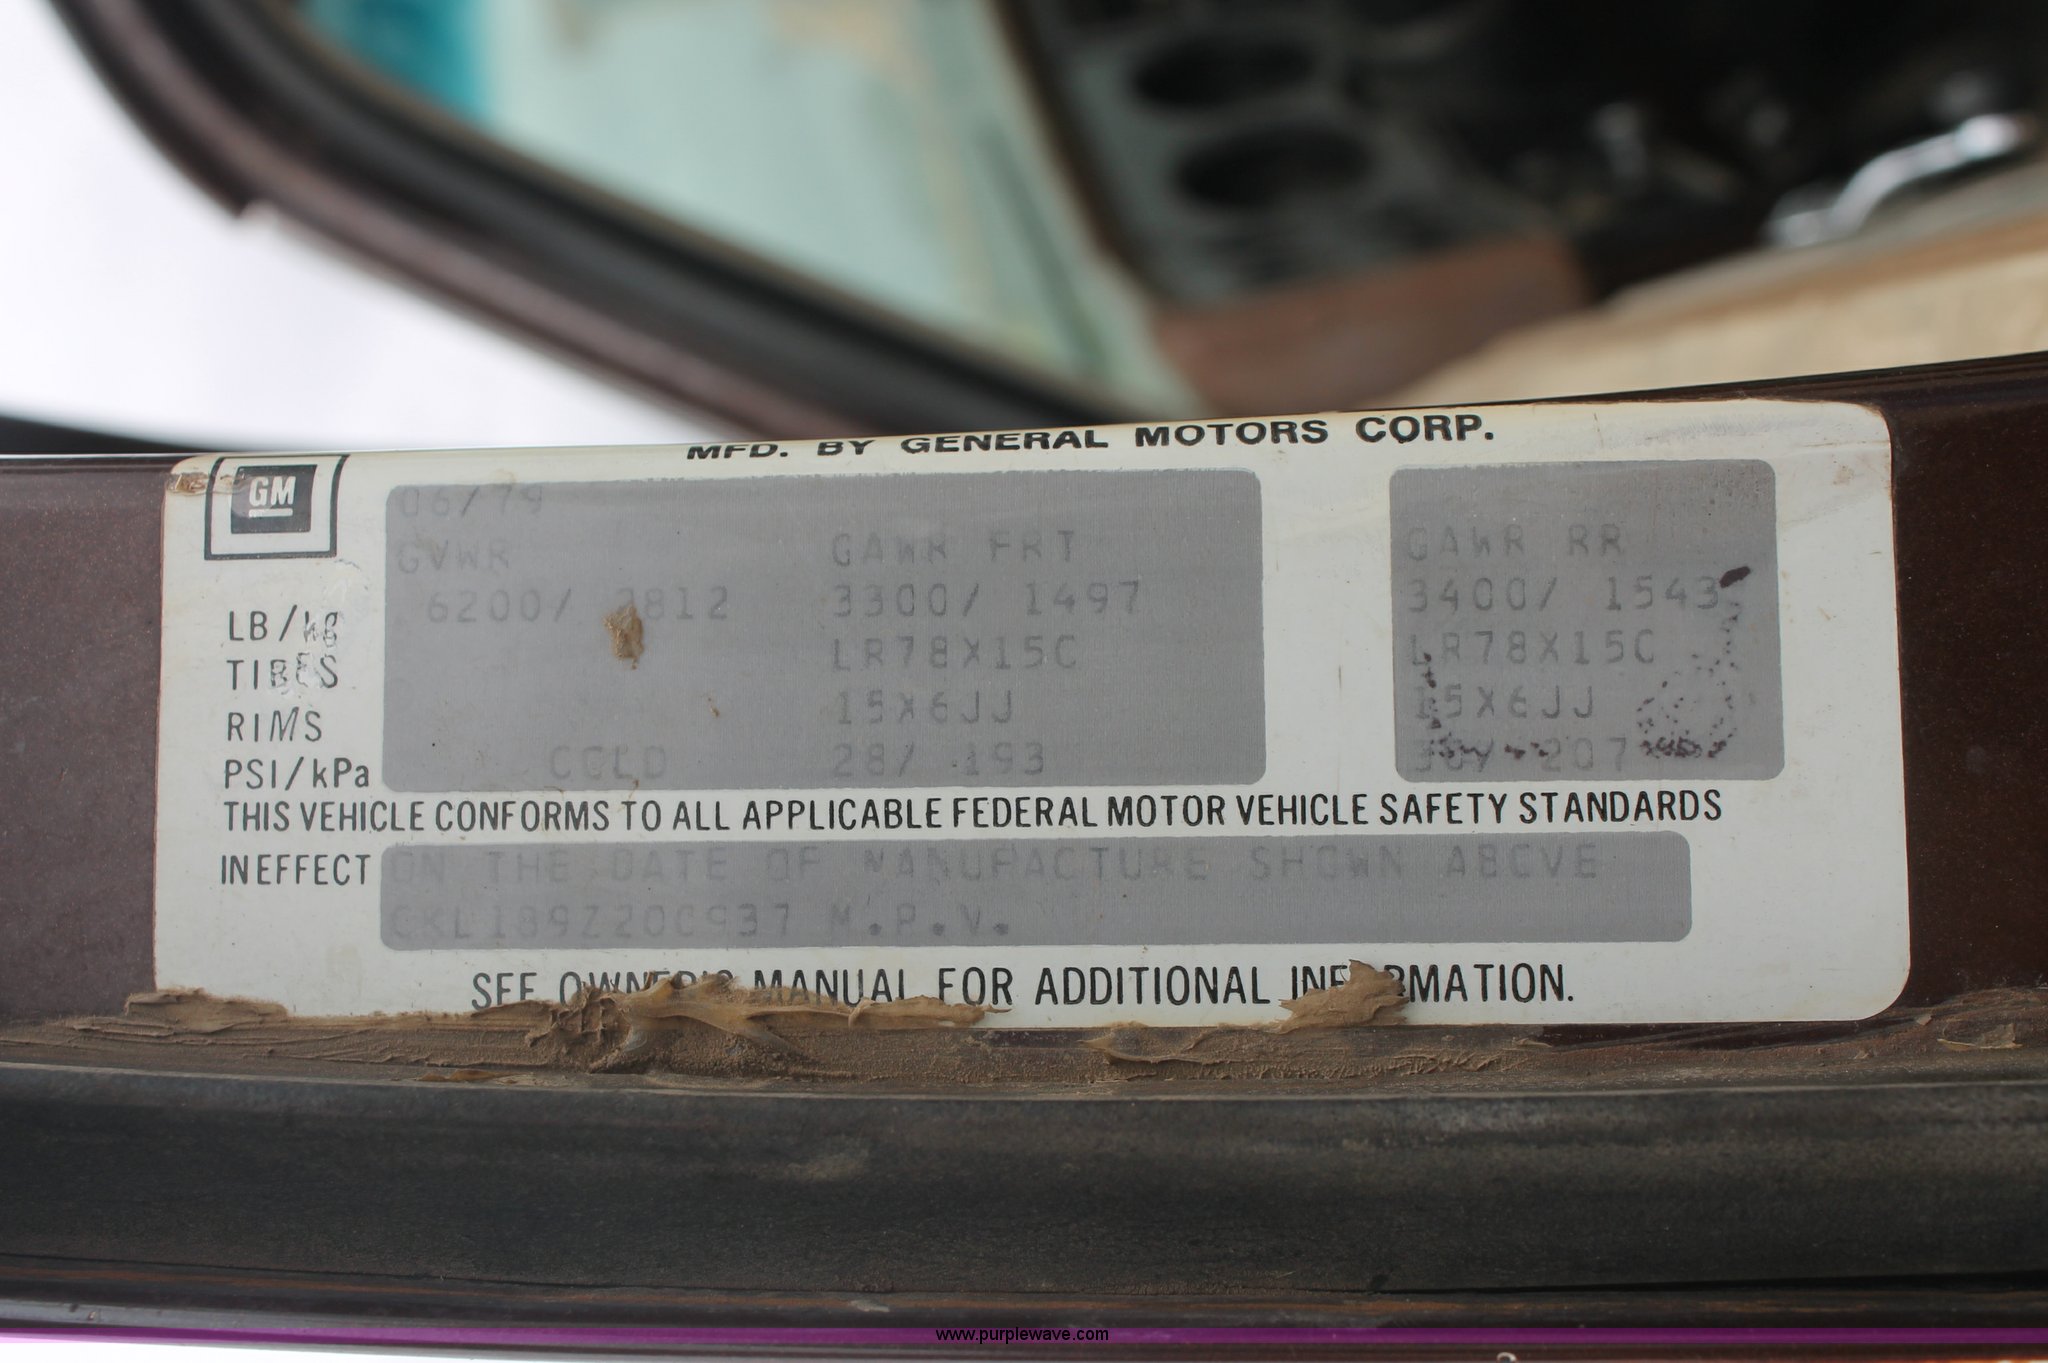 MFD. BY GENERAL MOTORS CORP.
GM
06/79
GVWR GAWR FRT GAWR RR
LB/kg 6200/ 2812 3300/ 1497 3400/ 1543
TIRES LR78X15C LR78X15C
RIMS 15X6JJ 15X6JJ
PSI/kPa COLD 28/ 193 30/ 207
THIS VEHICLE CONFORMS TO ALL APPLICABLE FEDERAL MOTOR VEHICLE SAFETY STANDARDS
IN EFFECT ON THE DATE OF MANUFACTURE SHOWN ABOVE
M.P.V.
SEE OWNER'S MANUAL FOR ADDITIONAL INFORMATION.
www.purplewave.com